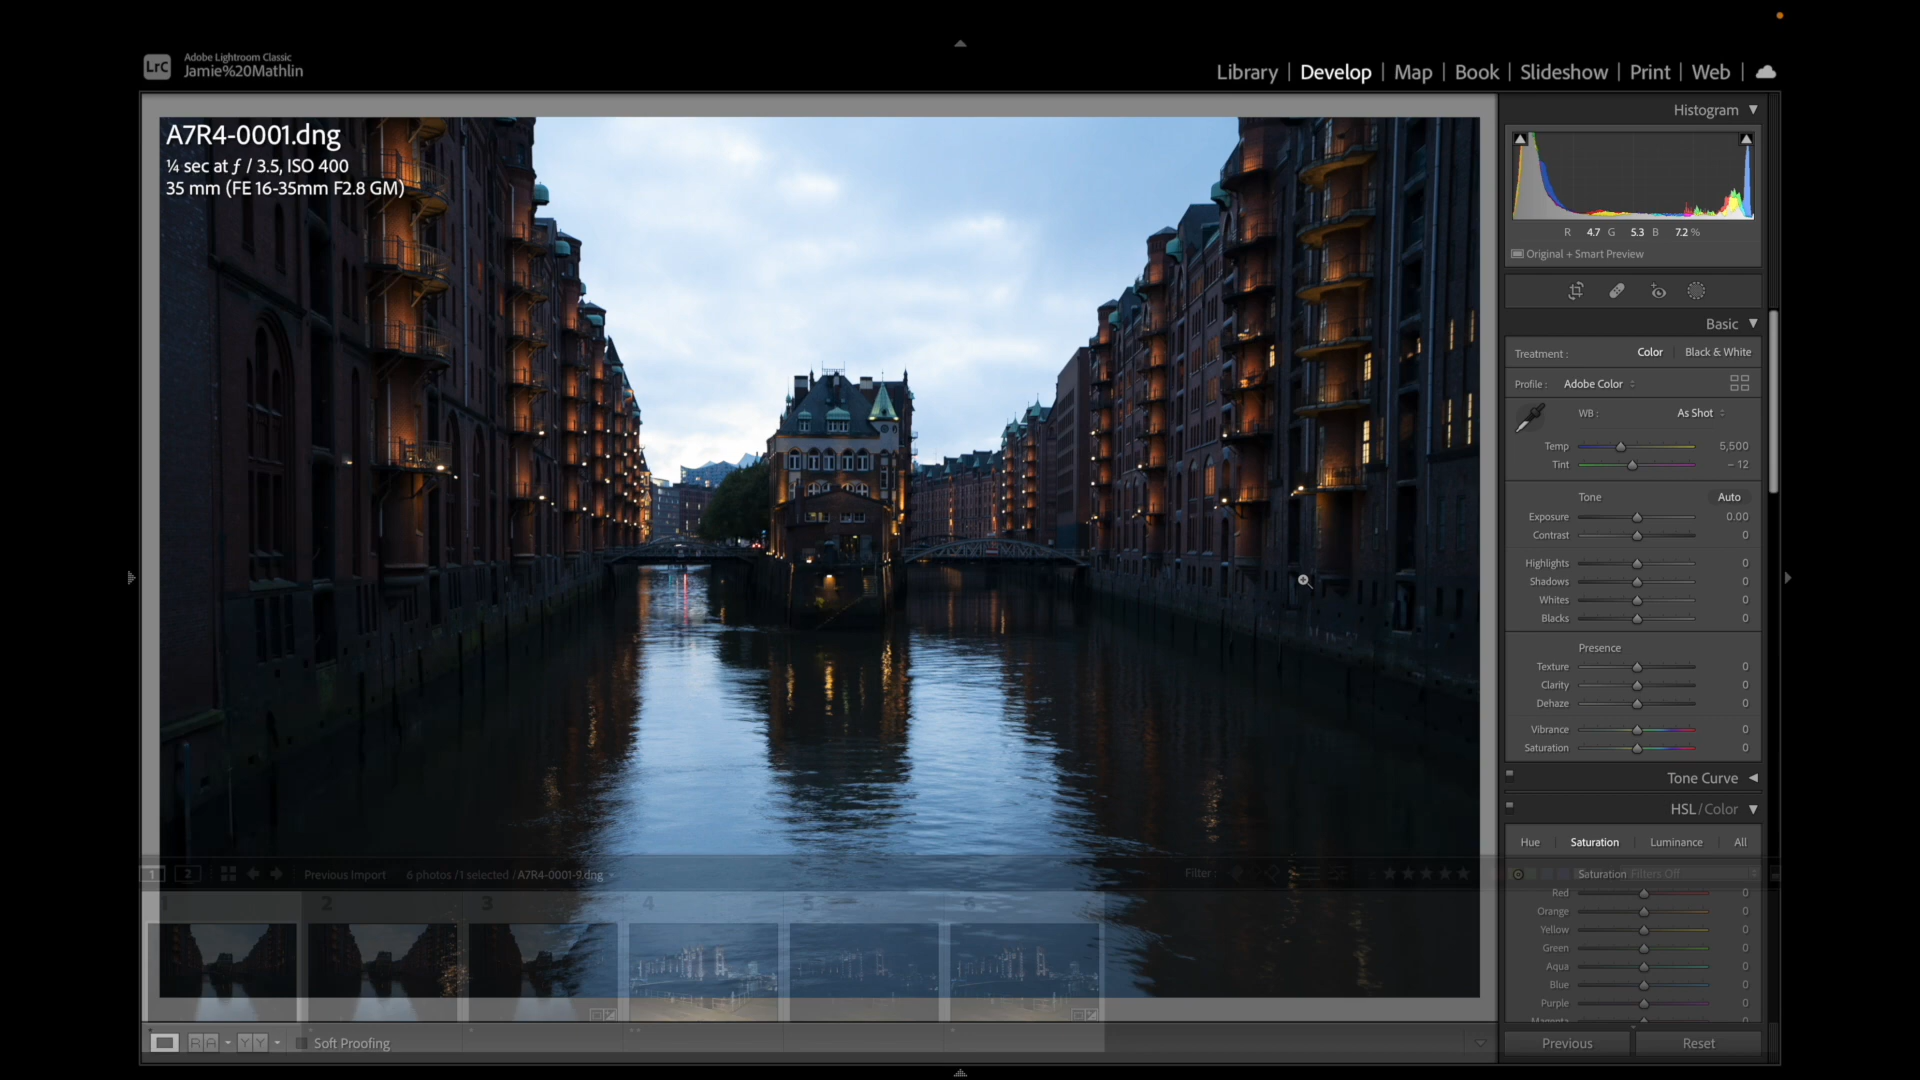 LrC
Adobe Lightroom Classic
Jamie%20Mathlin
Library | Develop | Map | Book | Slideshow | Print | Web
A7R4-0001.dng
¼ sec at ƒ / 3.5, ISO 400
35 mm (FE 16-35mm F2.8 GM)
Histogram
R 4.7 G 5.3 B 7.2 %
Original + Smart Preview
Basic
Treatment : Color | Black & White
Profile : Adobe Color
WB : As Shot
Temp 5,500
Tint – 12
Tone Auto
Exposure 0.00
Contrast 0
Highlights 0
Shadows 0
Whites 0
Blacks 0
Presence
Texture 0
Clarity 0
Dehaze 0
Vibrance 0
Saturation 0
Tone Curve
HSL / Color
Hue Saturation Luminance All
Saturation Filters Off
Red 0
Orange 0
Yellow 0
Green 0
Aqua 0
Blue 0
Purple 0
Magenta
1 2 Previous Import 6 photos / 1 selected / A7R4-0001-9.dng Filter :
1 2 3 4 5 6
R A Y Y Soft Proofing
Previous Reset